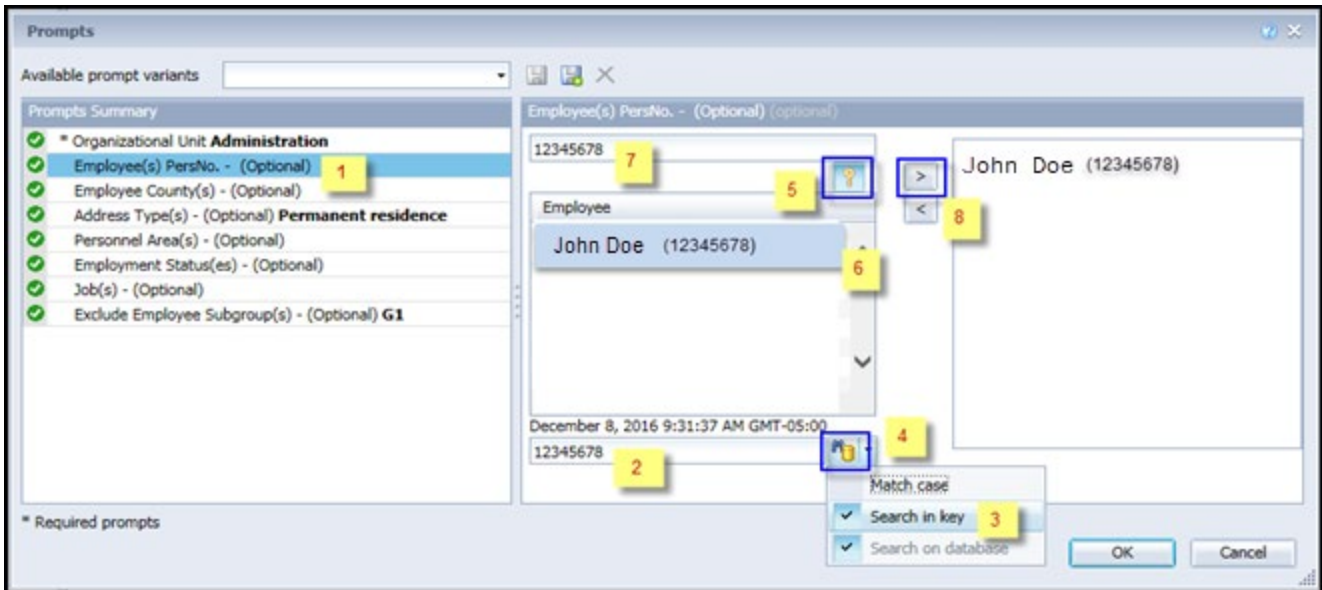 Prompts
Available prompt variants
Prompts Summary
* Organizational Unit Administration
Employee(s) PersNo. - (Optional)
1
Employee County(s) - (Optional)
Address Type(s) - (Optional) Permanent residence
Personnel Area(s) - (Optional)
Employment Status(es) - (Optional)
Job(s) - (Optional)
Exclude Employee Subgroup(s) - (Optional) G1
* Required prompts
Employee(s) PersNo. - (Optional) (optional)
12345678
7
5
?
Employee
John Doe (12345678)
6
December 8, 2016 9:31:37 AM GMT-05:00
12345678
2
4
Match case
Search in key
3
Search on database
>
<
8
John Doe (12345678)
OK
Cancel